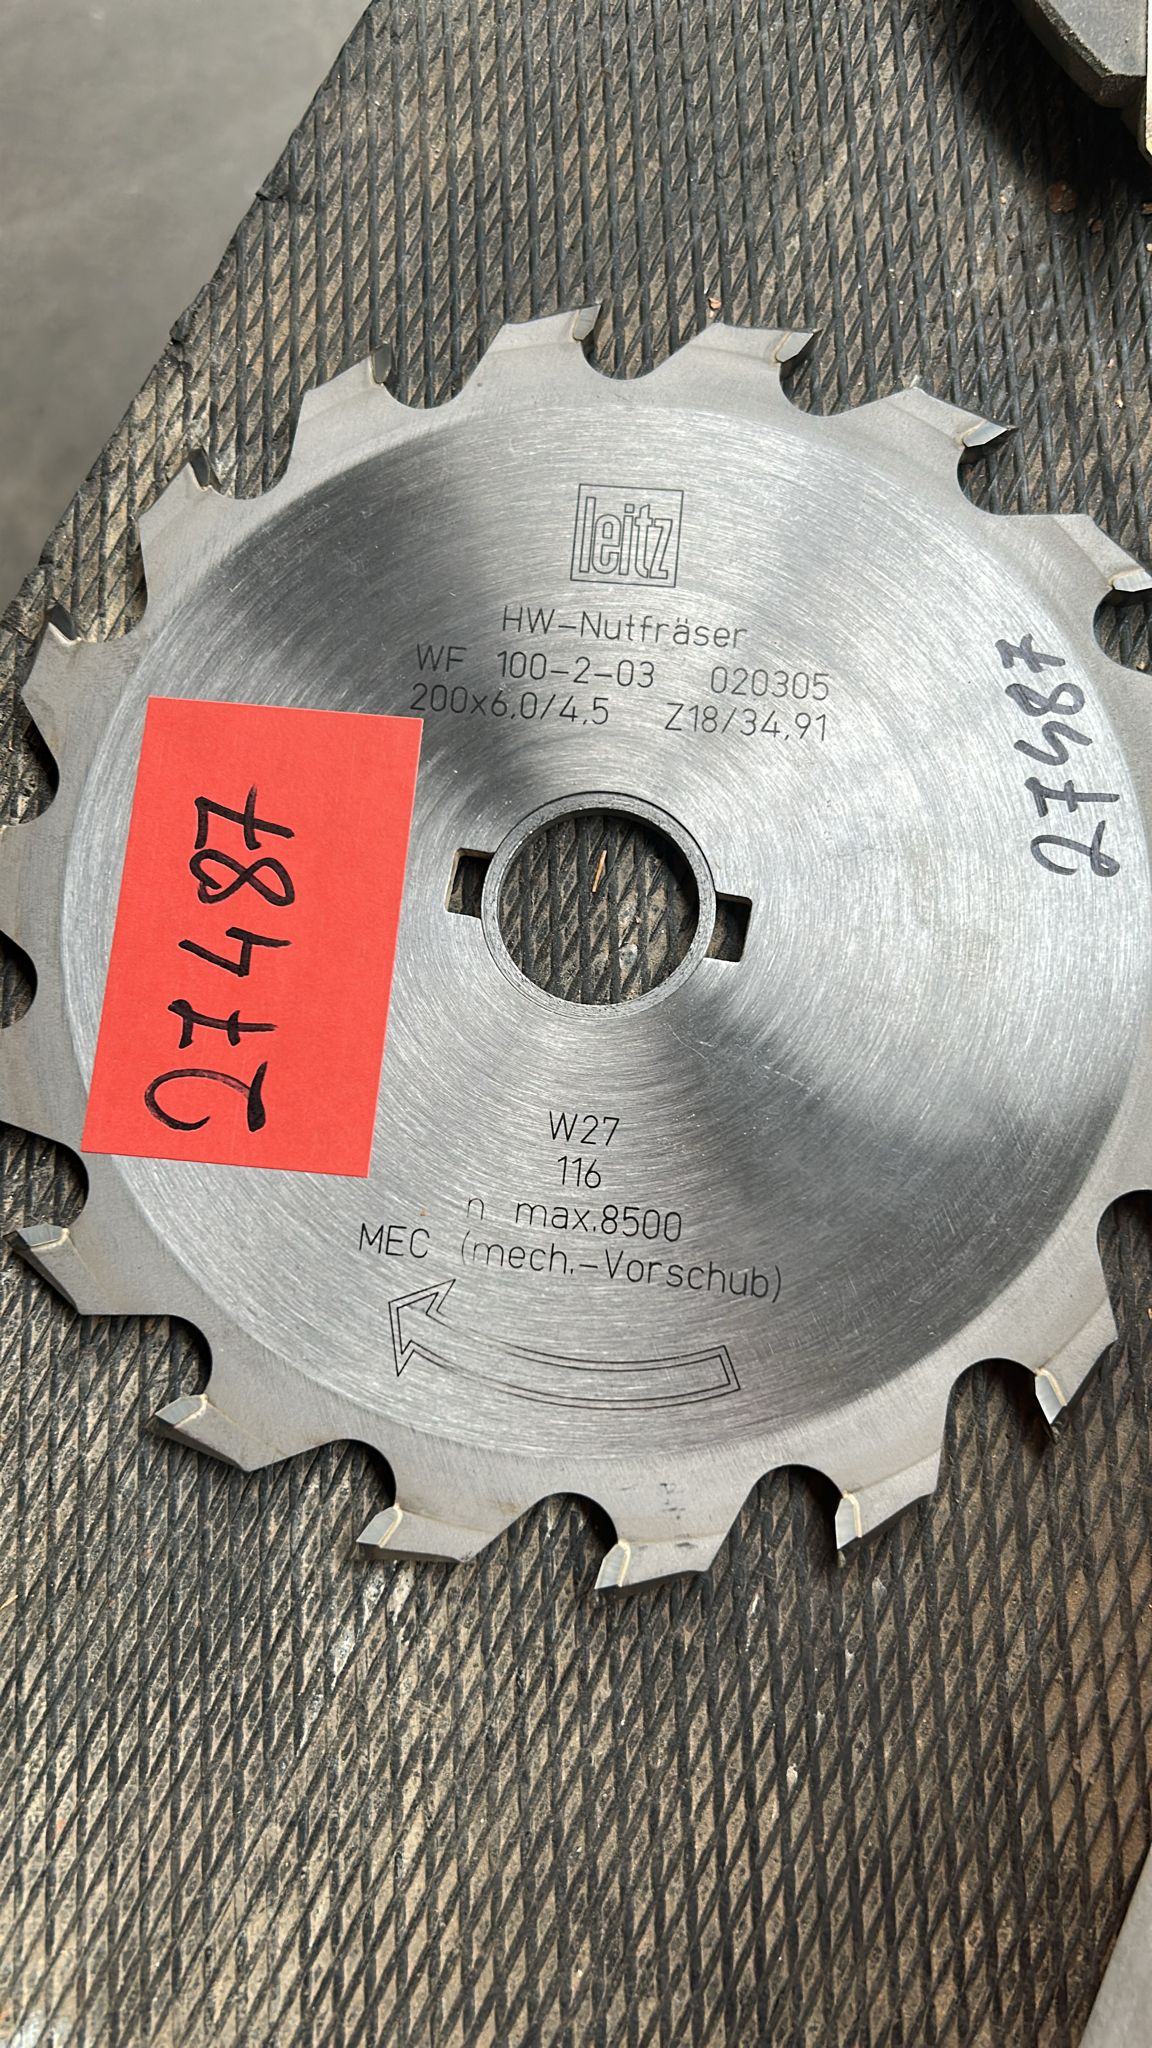 leitz
HW-Nutfräser
WF 100-2-03 020305
200x6,0/4,5 Z18/34,91
27487
27487
W27
116
n max.8500
MEC (mech.-Vorschub)